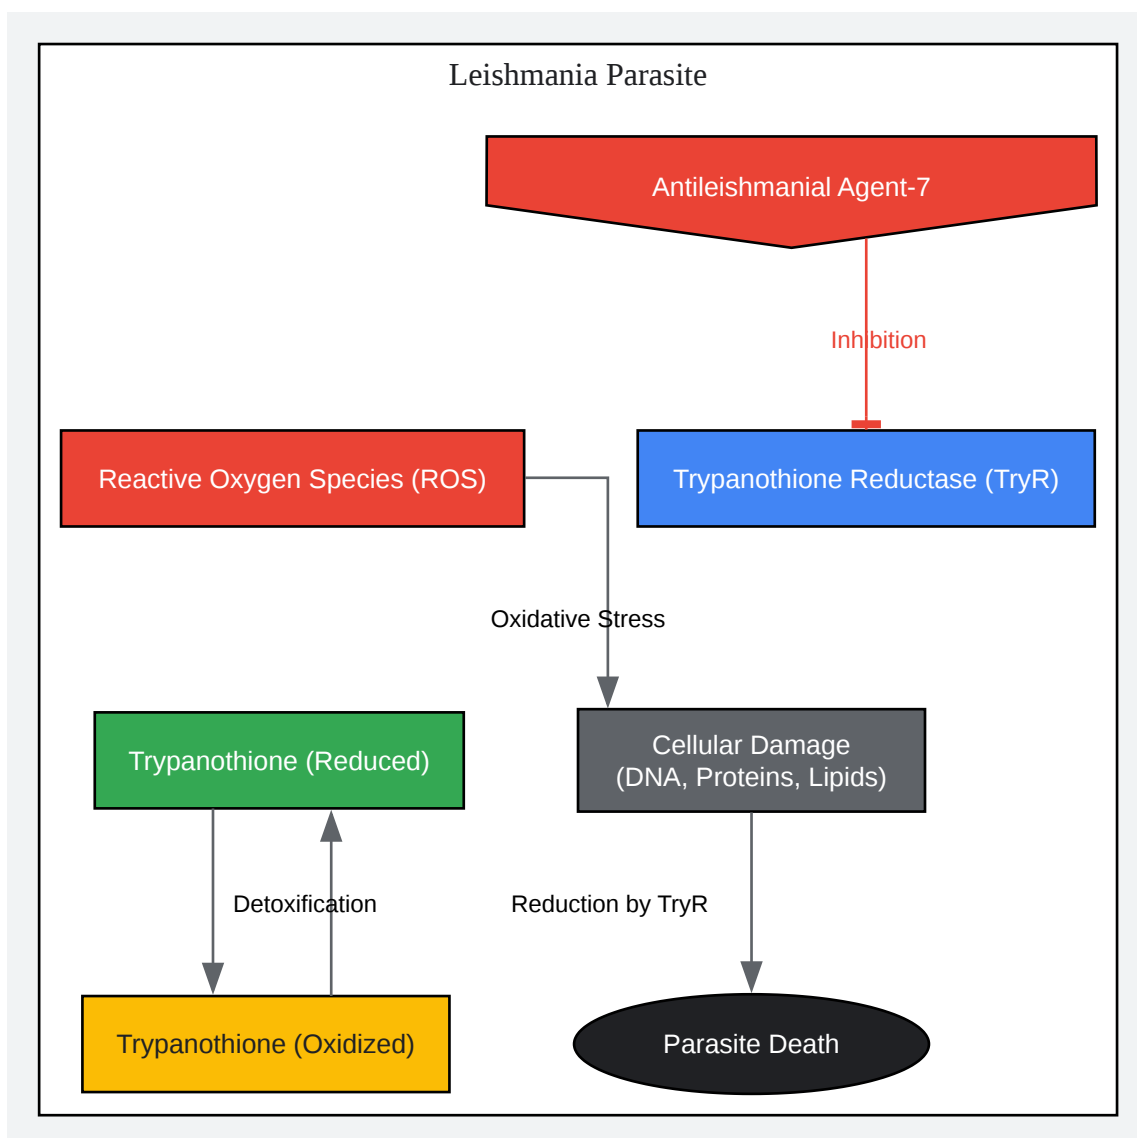 Leishmania Parasite
Antileishmanial Agent-7
Inhibition
Reactive Oxygen Species (ROS)
Trypanothione Reductase (TryR)
Oxidative Stress
Trypanothione (Reduced)
Cellular Damage
(DNA, Proteins, Lipids)
Detoxification
Reduction by TryR
Trypanothione (Oxidized)
Parasite Death